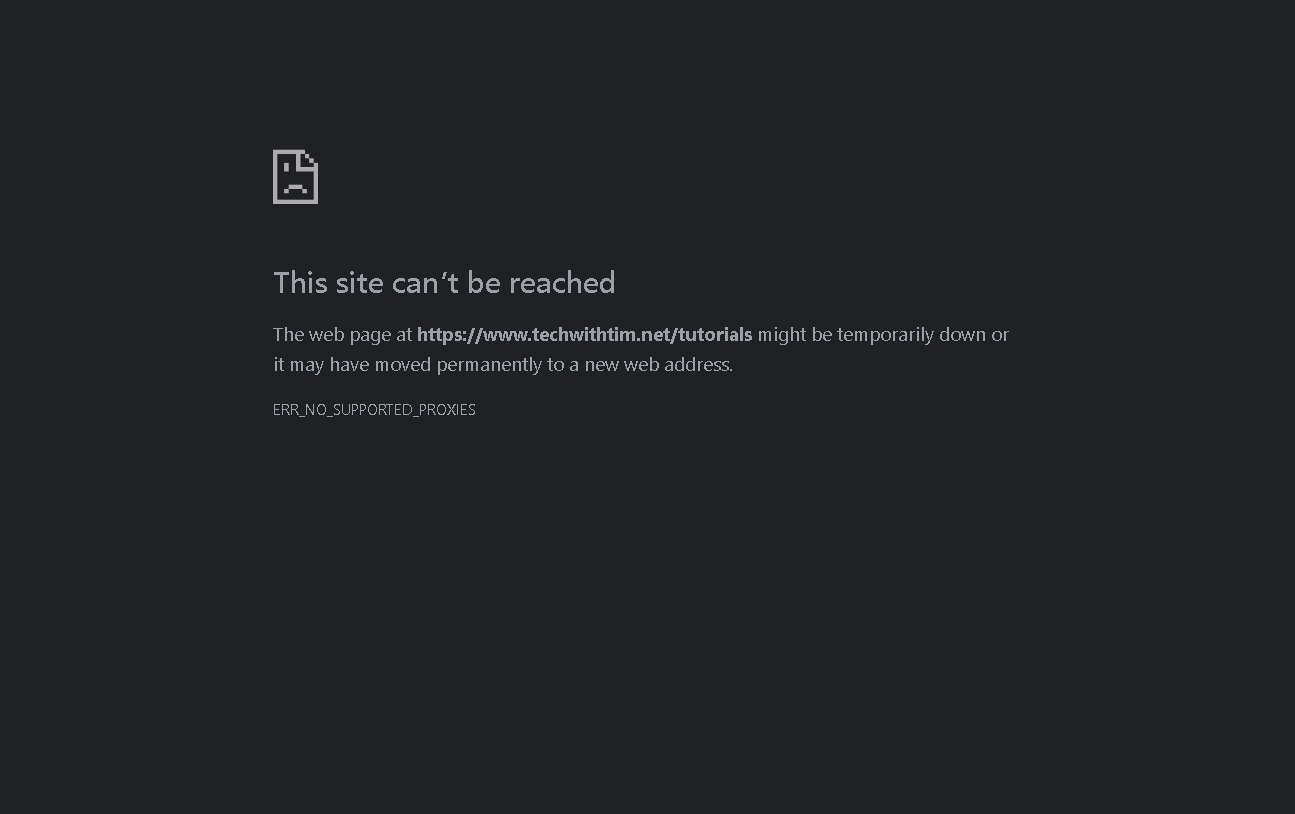 This site can’t be reached
The web page at https://www.techwithtim.net/tutorials might be temporarily down or
it may have moved permanently to a new web address.
ERR_NO_SUPPORTED_PROXIES